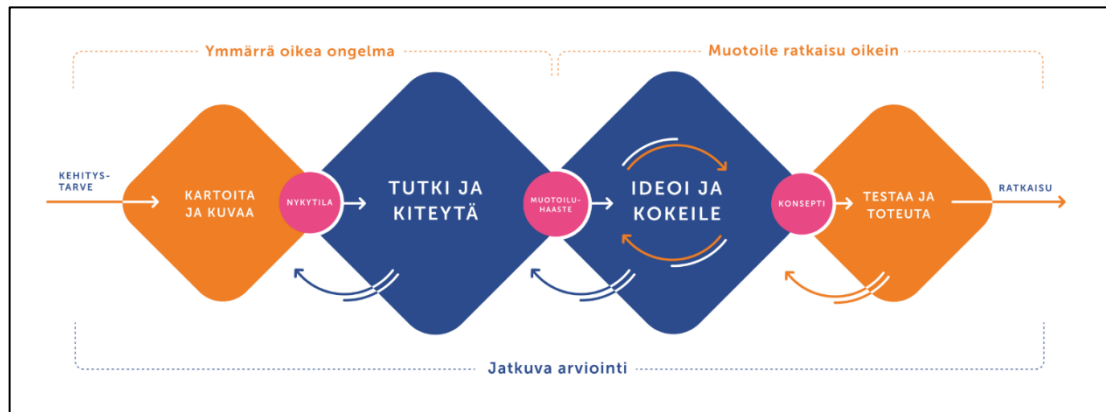 Ymmärrä oikea ongelma
Muotoile ratkaisu oikein
KEHITYS-
TARVE
KARTOITA
JA KUVAA
NYKYTILA
TUTKI JA
KITEYTÄ
MUOTOILU-
HAASTE
IDEOI JA
KOKEILE
KONSEPTI
TESTAA JA
TOTEUTA
RATKAISU
Jatkuva arviointi